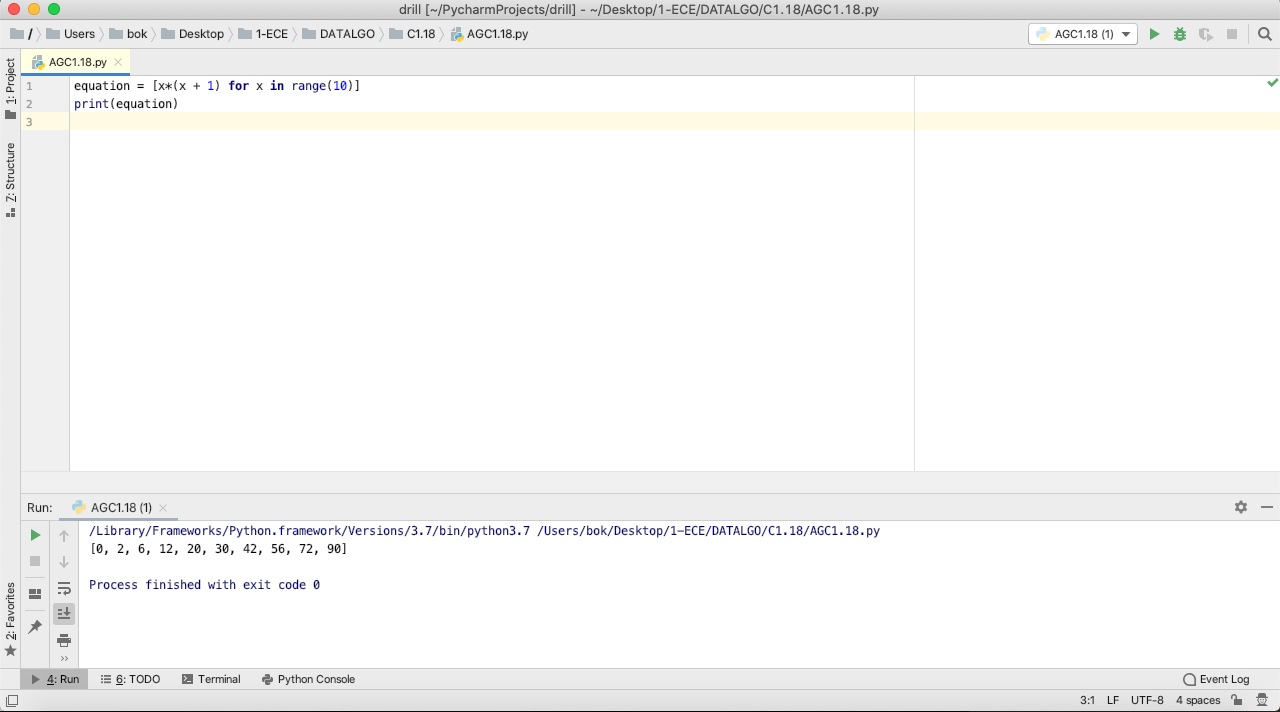 drill [~/PycharmProjects/drill] - ~/Desktop/1-ECE/DATALGO/C1.18/AGC1.18.py
/ Users bok Desktop 1-ECE DATALGO C1.18 AGC1.18.py AGC1.18 (1)
AGC1.18.py
1: Project
Z: Structure
2: Favorites
1 equation = [x*(x + 1) for x in range(10)]
2 print(equation)
3
Run: AGC1.18 (1)
/Library/Frameworks/Python.framework/Versions/3.7/bin/python3.7 /Users/bok/Desktop/1-ECE/DATALGO/C1.18/AGC1.18.py
[0, 2, 6, 12, 20, 30, 42, 56, 72, 90]
Process finished with exit code 0
4: Run 6: TODO Terminal Python Console Event Log
3:1 LF UTF-8 4 spaces